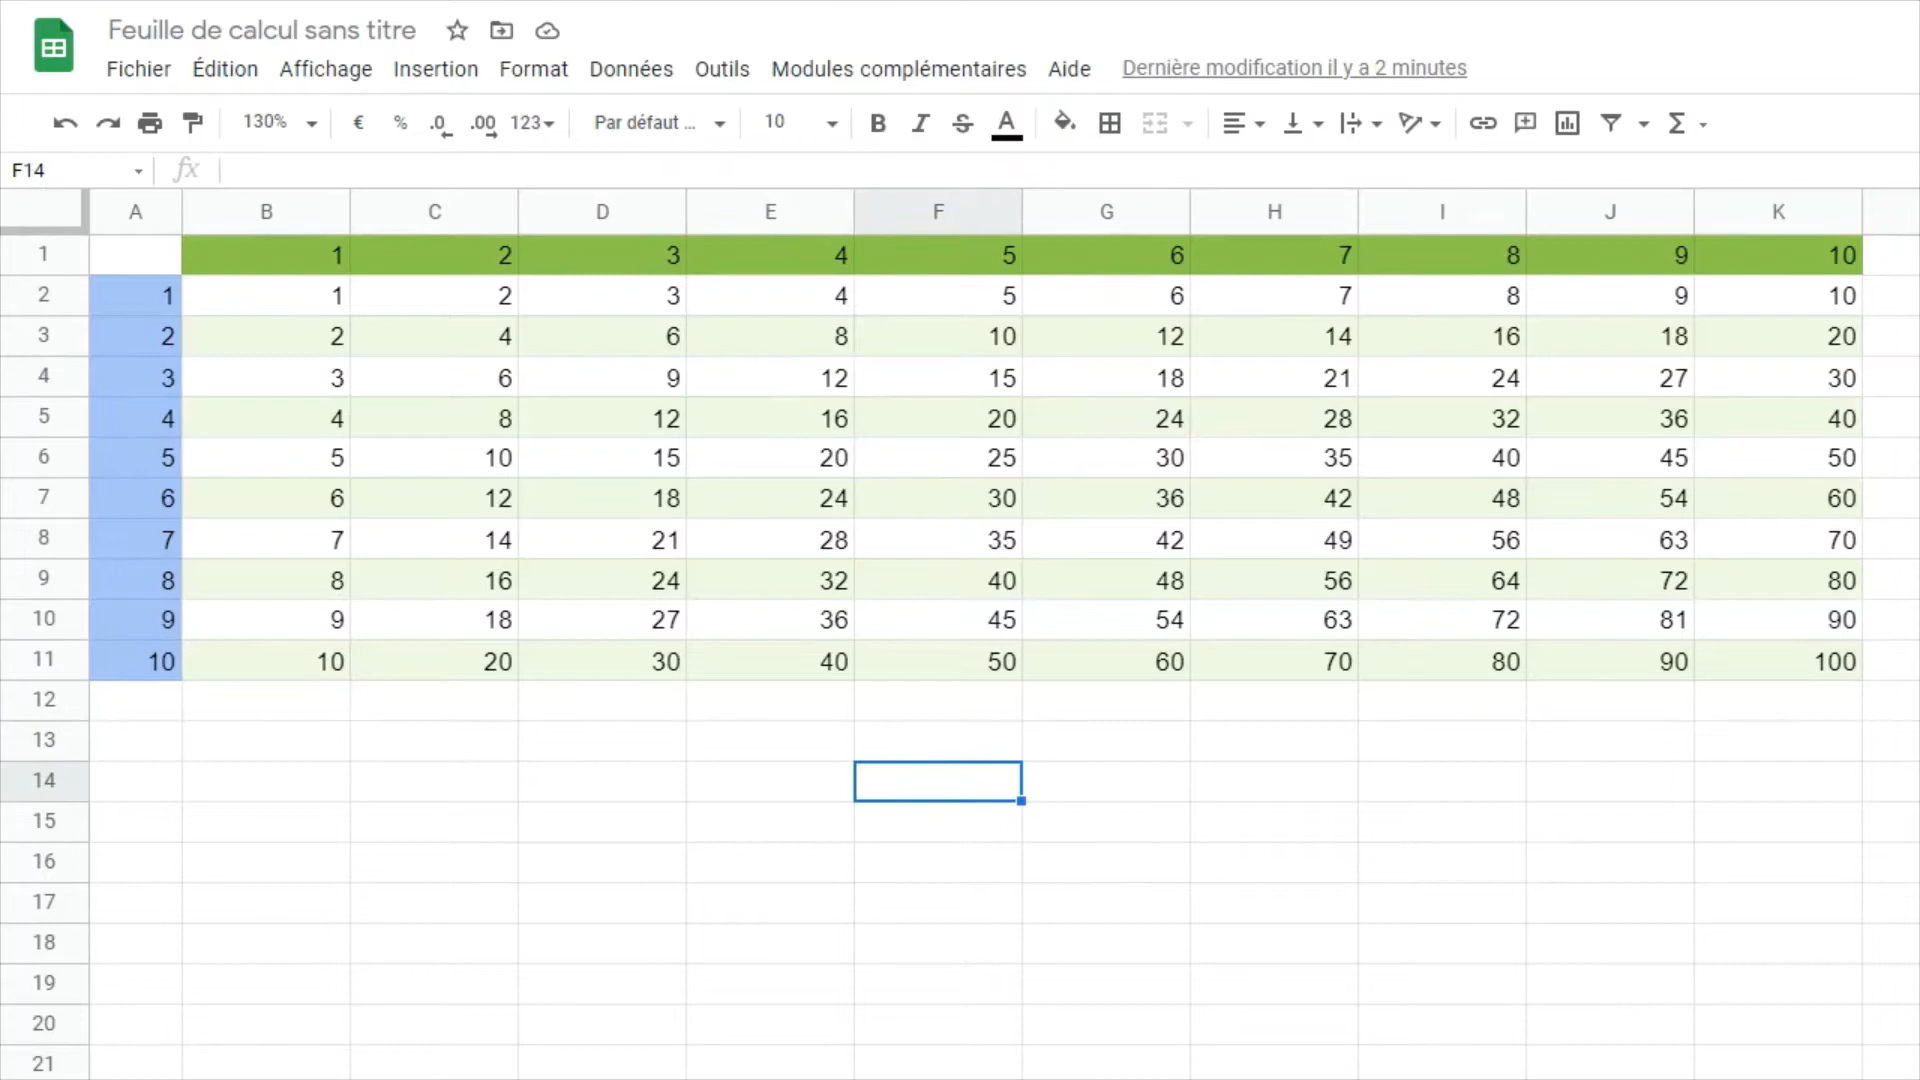 Feuille de calcul sans titre
Fichier Édition Affichage Insertion Format Données Outils Modules complémentaires Aide Dernière modification il y a 2 minutes
130% € % .0 .00 123 Par défaut ... 10 B I S A Σ
F14 fx
A B C D E F G H I J K
1 1 2 3 4 5 6 7 8 9 10
2 1 1 2 3 4 5 6 7 8 9 10
3 2 2 4 6 8 10 12 14 16 18 20
4 3 3 6 9 12 15 18 21 24 27 30
5 4 4 8 12 16 20 24 28 32 36 40
6 5 5 10 15 20 25 30 35 40 45 50
7 6 6 12 18 24 30 36 42 48 54 60
8 7 7 14 21 28 35 42 49 56 63 70
9 8 8 16 24 32 40 48 56 64 72 80
10 9 9 18 27 36 45 54 63 72 81 90
11 10 10 20 30 40 50 60 70 80 90 100
12
13
14
15
16
17
18
19
20
21